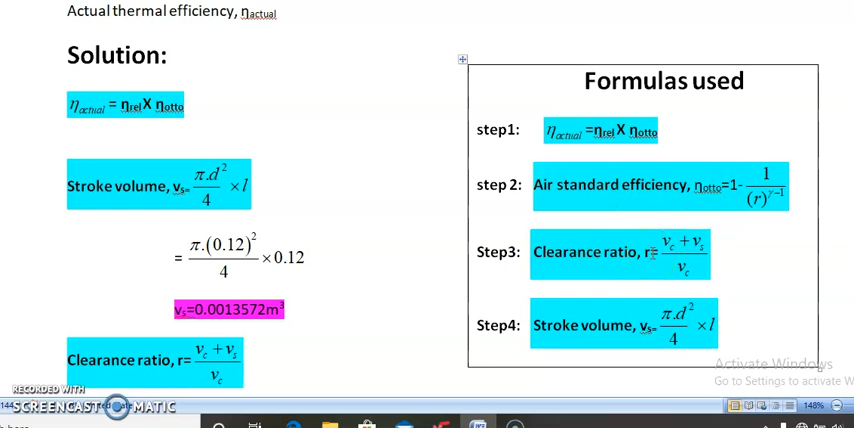 Actual thermal efficiency, ηactual
Solution:
ηactual = ηrel X ηotto
Stroke volume, vs= π.d²/4 × l
= π.(0.12)²/4 × 0.12
vs=0.0013572m³
Clearance ratio, r= vc + vs / vc
Formulas used
step1: ηactual =ηrel X ηotto
step 2: Air standard efficiency, ηotto=1- 1/(r)^γ−1
Step3: Clearance ratio, r= vc + vs / vc
Step4: Stroke volume, vs= π.d²/4 × l
Activate Windows
Go to Settings to activate W
RECORDED WITH
SCREENCAST MATIC
144
148%
h here